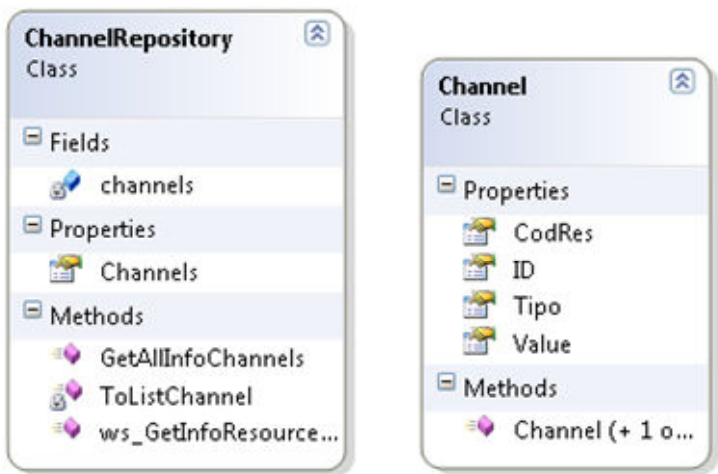 ChannelRepository
Class
Fields
channels
Properties
Channels
Methods
GetAllInfoChannels
ToListChannel
ws_GetInfoResource...
Channel
Class
Properties
CodRes
ID
Tipo
Value
Methods
Channel (+ 1 o...